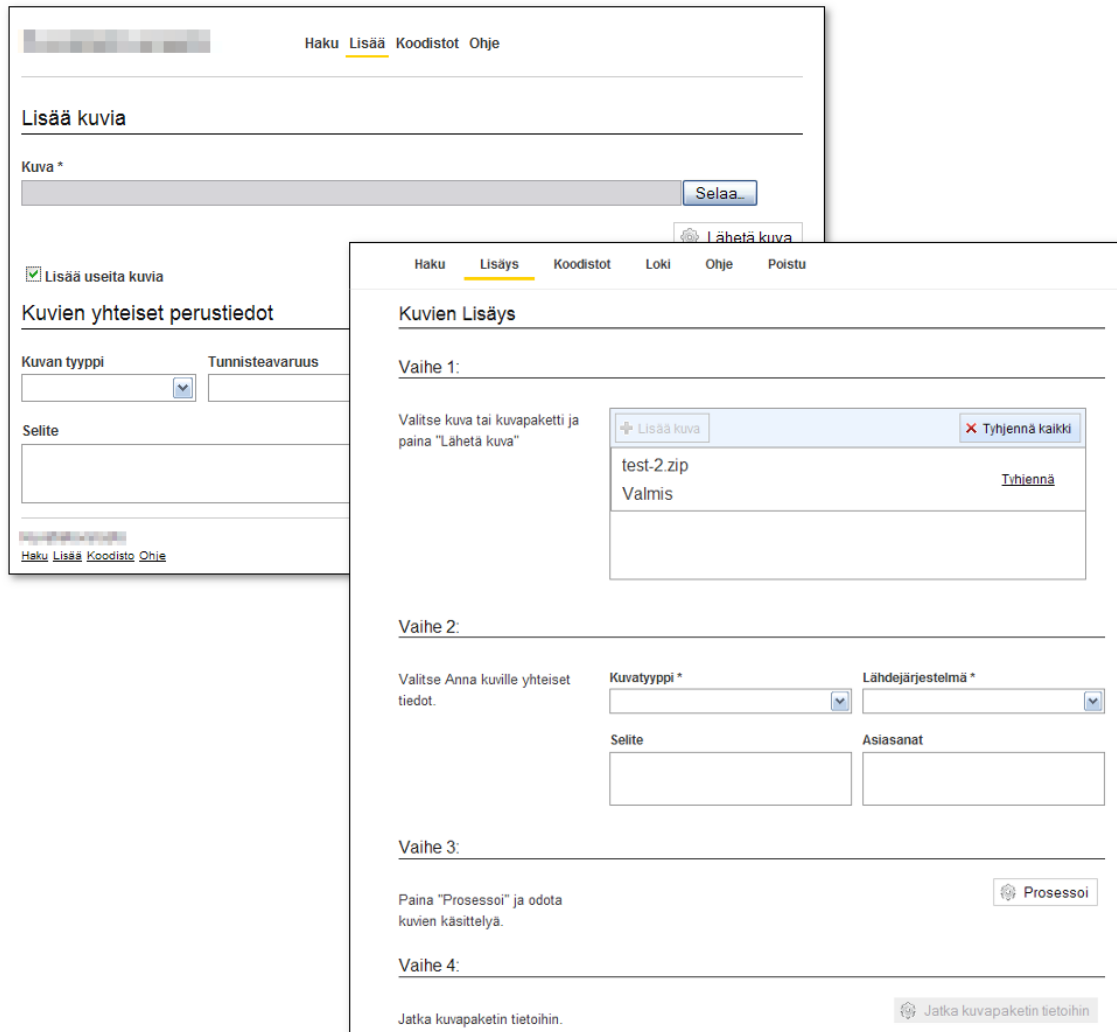 Haku Lisää Koodistot Ohje
Lisää kuvia
Kuva *
Selaa...
Lähetä kuva
Lisää useita kuvia
Kuvien yhteiset perustiedot
Kuvan tyyppi Tunnisteavaruus
Selite
Haku Lisää Koodisto Ohje
Haku Lisäys Koodistot Loki Ohje Poistu
Kuvien Lisäys
Vaihe 1:
Valitse kuva tai kuvapaketti ja
paina "Lähetä kuva"
Lisää kuva Tyhjennä kaikki
test-2.zip
Tyhjennä
Valmis
Vaihe 2:
Valitse Anna kuville yhteiset
tiedot.
Kuvatyyppi * Lähdejärjestelmä *
Selite Asiasanat
Vaihe 3:
Paina "Prosessoi" ja odota
kuvien käsittelyä.
Prosessoi
Vaihe 4:
Jatka kuvapaketin tietoihin.
Jatka kuvapaketin tietoihin